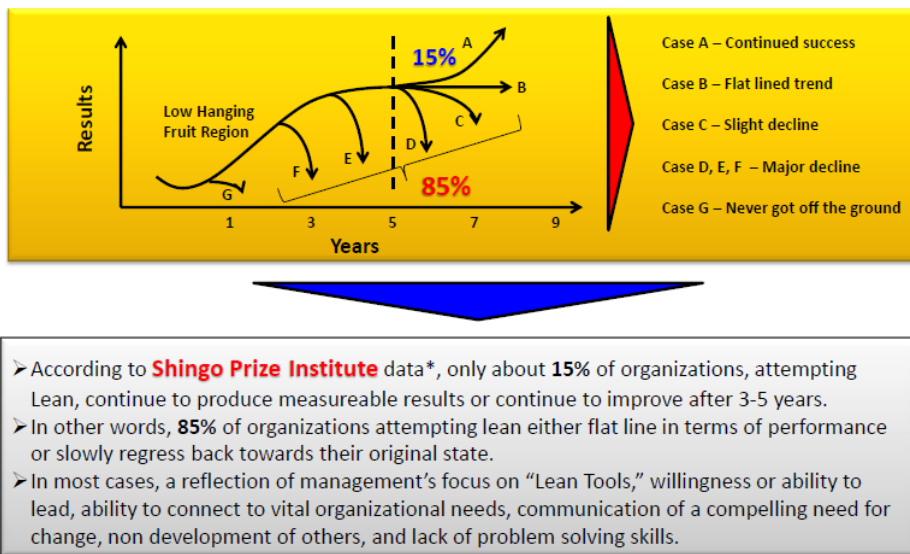 Results
Low Hanging
Fruit Region
15%
A
B
C
D
E
F
G
85%
1 3 5 7 9
Years
Case A – Continued success
Case B – Flat lined trend
Case C – Slight decline
Case D, E, F – Major decline
Case G – Never got off the ground
➢According to Shingo Prize Institute data*, only about 15% of organizations, attempting
Lean, continue to produce measureable results or continue to improve after 3-5 years.
➢In other words, 85% of organizations attempting lean either flat line in terms of performance
or slowly regress back towards their original state.
➢In most cases, a reflection of management’s focus on “Lean Tools,” willingness or ability to
lead, ability to connect to vital organizational needs, communication of a compelling need for
change, non development of others, and lack of problem solving skills.